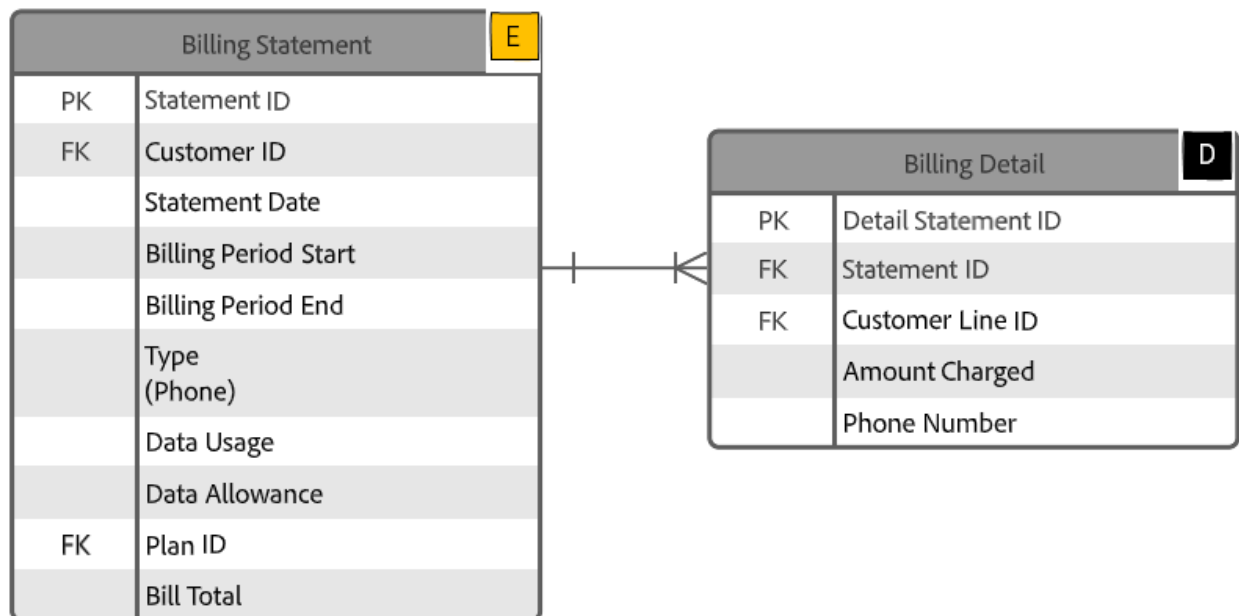 Billing Statement
E
PK
Statement ID
FK
Customer ID
Statement Date
Billing Period Start
Billing Period End
Type
(Phone)
Data Usage
Data Allowance
FK
Plan ID
Bill Total
Billing Detail
D
PK
Detail Statement ID
FK
Statement ID
FK
Customer Line ID
Amount Charged
Phone Number